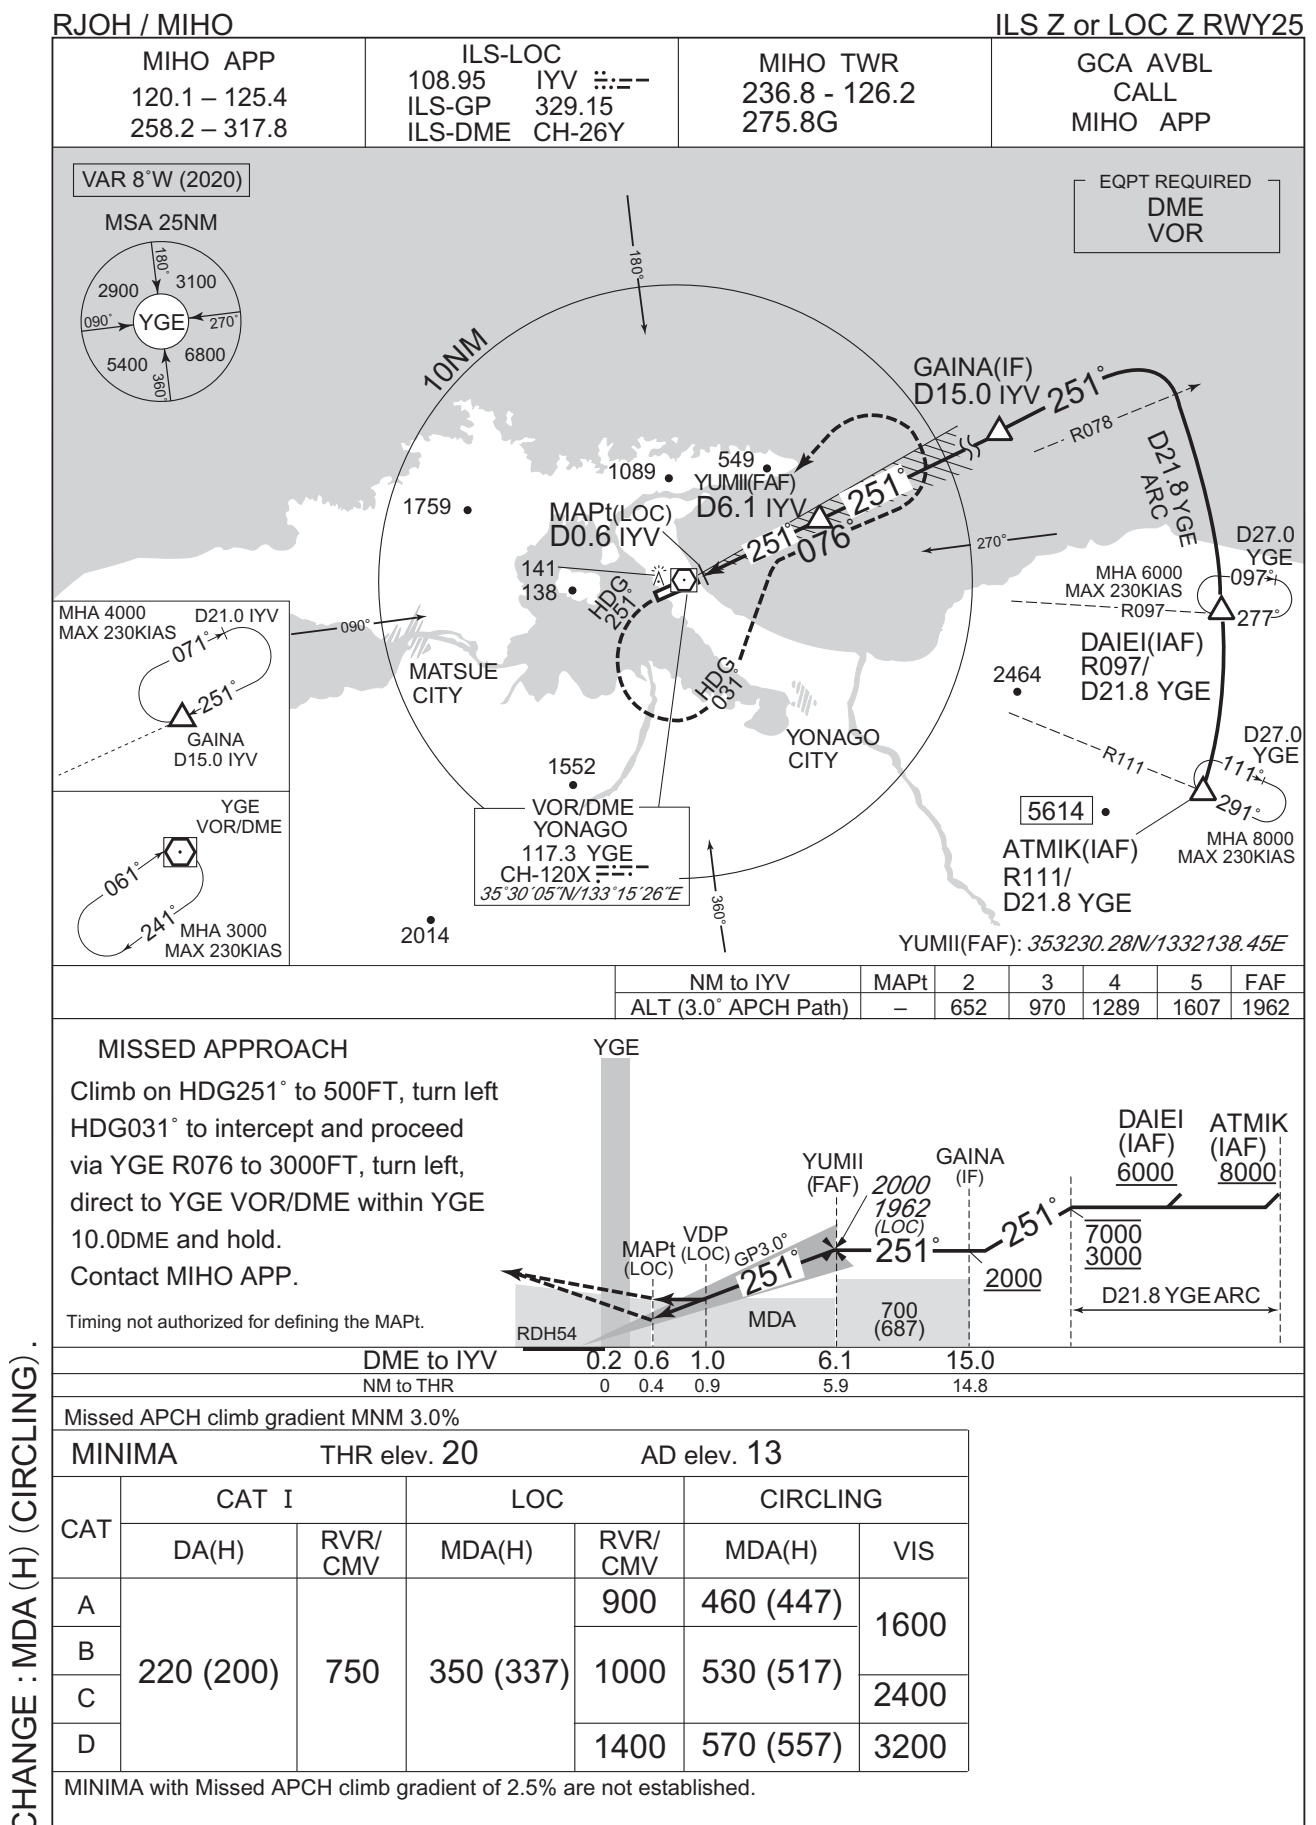 RJOH / MIHO
ILS Z or LOC Z RWY25
MIHO APP
120.1 – 125.4
258.2 – 317.8
ILS-LOC
108.95 IYV
ILS-GP 329.15
ILS-DME CH-26Y
MIHO TWR
236.8 - 126.2
275.8G
GCA AVBL
CALL
MIHO APP
VAR 8°W (2020)
MSA 25NM
180°
2900
3100
090°
YGE
270°
5400
6800
360°
EQPT REQUIRED
DME
VOR
180°
10NM
GAINA(IF)
D15.0 IYV
251°
R078
D21.8 YGE
ARC
1089
549
YUMII(FAF)
D6.1 IYV
251°
1759
MAPt(LOC)
D0.6 IYV
251°
076°
270°
141
138
HDG
251°
D27.0
YGE
MHA 6000
MAX 230KIAS
097°
R097
277°
DAIEI(IAF)
R097/
D21.8 YGE
MHA 4000
MAX 230KIAS
D21.0 IYV
071°
251°
GAINA
D15.0 IYV
090°
MATSUE
CITY
HDG
031°
2464
YONAGO
CITY
R111
D27.0
YGE
111°
291°
MHA 8000
MAX 230KIAS
5614
ATMIK(IAF)
R111/
D21.8 YGE
1552
VOR/DME
YONAGO
117.3 YGE
CH-120X
35°30´05˝N/133°15´26˝E
360°
YGE
VOR/DME
061°
241°
MHA 3000
MAX 230KIAS
2014
YUMII(FAF): 353230.28N/1332138.45E
NM to IYV MAPt 2 3 4 5 FAF
ALT (3.0° APCH Path) – 652 970 1289 1607 1962
MISSED APPROACH
Climb on HDG251° to 500FT, turn left
HDG031° to intercept and proceed
via YGE R076 to 3000FT, turn left,
direct to YGE VOR/DME within YGE
10.0DME and hold.
Contact MIHO APP.
Timing not authorized for defining the MAPt.
YGE
DAIEI
(IAF)
6000
ATMIK
(IAF)
8000
YUMII
(FAF)
2000
1962
(LOC)
GAINA
(IF)
251°
MAPt
(LOC)
VDP
(LOC)
GP3.0°
251°
251°
7000
3000
2000
D21.8 YGE ARC
MDA
700
(687)
RDH54
DME to IYV 0.2 0.6 1.0 6.1 15.0
NM to THR 0 0.4 0.9 5.9 14.8
Missed APCH climb gradient MNM 3.0%
MINIMA THR elev. 20 AD elev. 13
CAT
CAT I LOC CIRCLING
DA(H) RVR/CMV MDA(H) RVR/CMV MDA(H) VIS
A 900 460 (447) 1600
B
220 (200) 750 350 (337) 1000 530 (517)
C 2400
D 1400 570 (557) 3200
MINIMA with Missed APCH climb gradient of 2.5% are not established.
CHANGE : MDA(H) (CIRCLING).